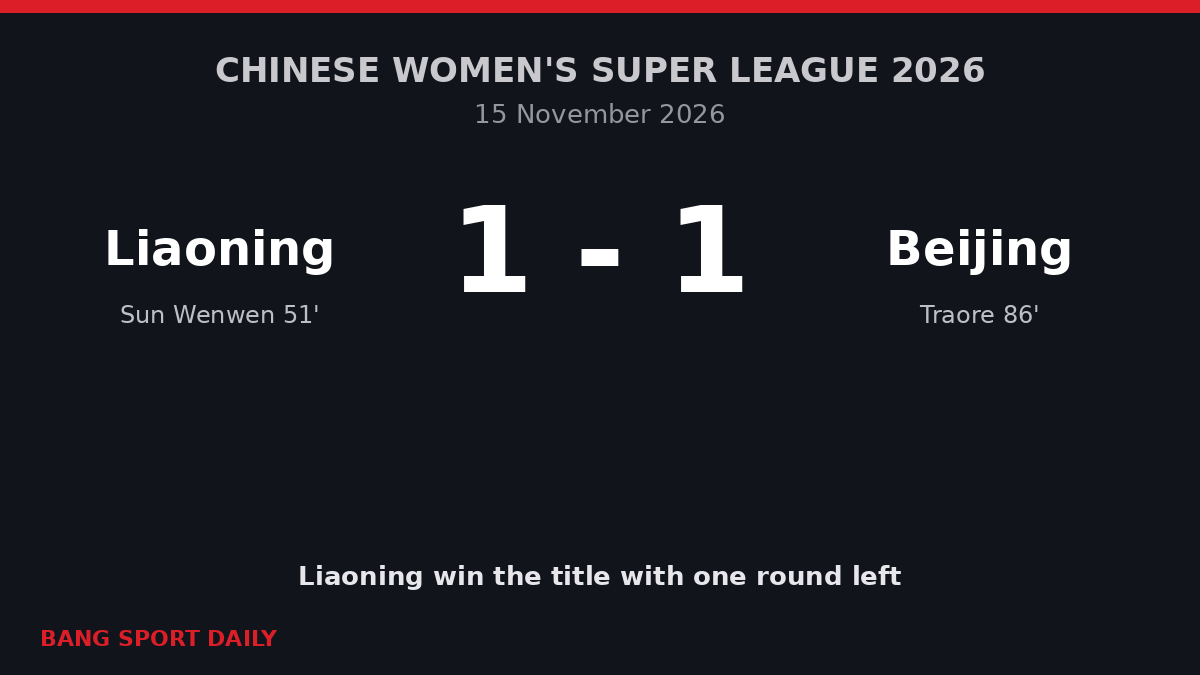 CHINESE WOMEN'S SUPER LEAGUE 2026
15 November 2026
Liaoning 1 - 1 Beijing
Sun Wenwen 51' Traore 86'
Liaoning win the title with one round left
BANG SPORT DAILY